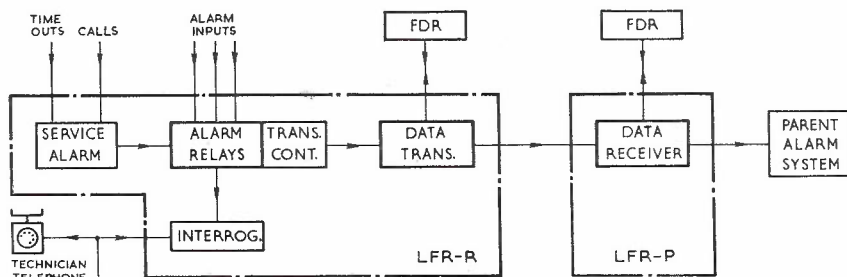 TIME
OUTS
CALLS
ALARM
INPUTS
FDR
FDR
SERVICE
ALARM
ALARM
RELAYS
TRANS.
CONT.
DATA
TRANS.
DATA
RECEIVER
PARENT
ALARM
SYSTEM
INTERROG.
TECHNICIAN
TELEPHONE
LFR-R
LFR-P